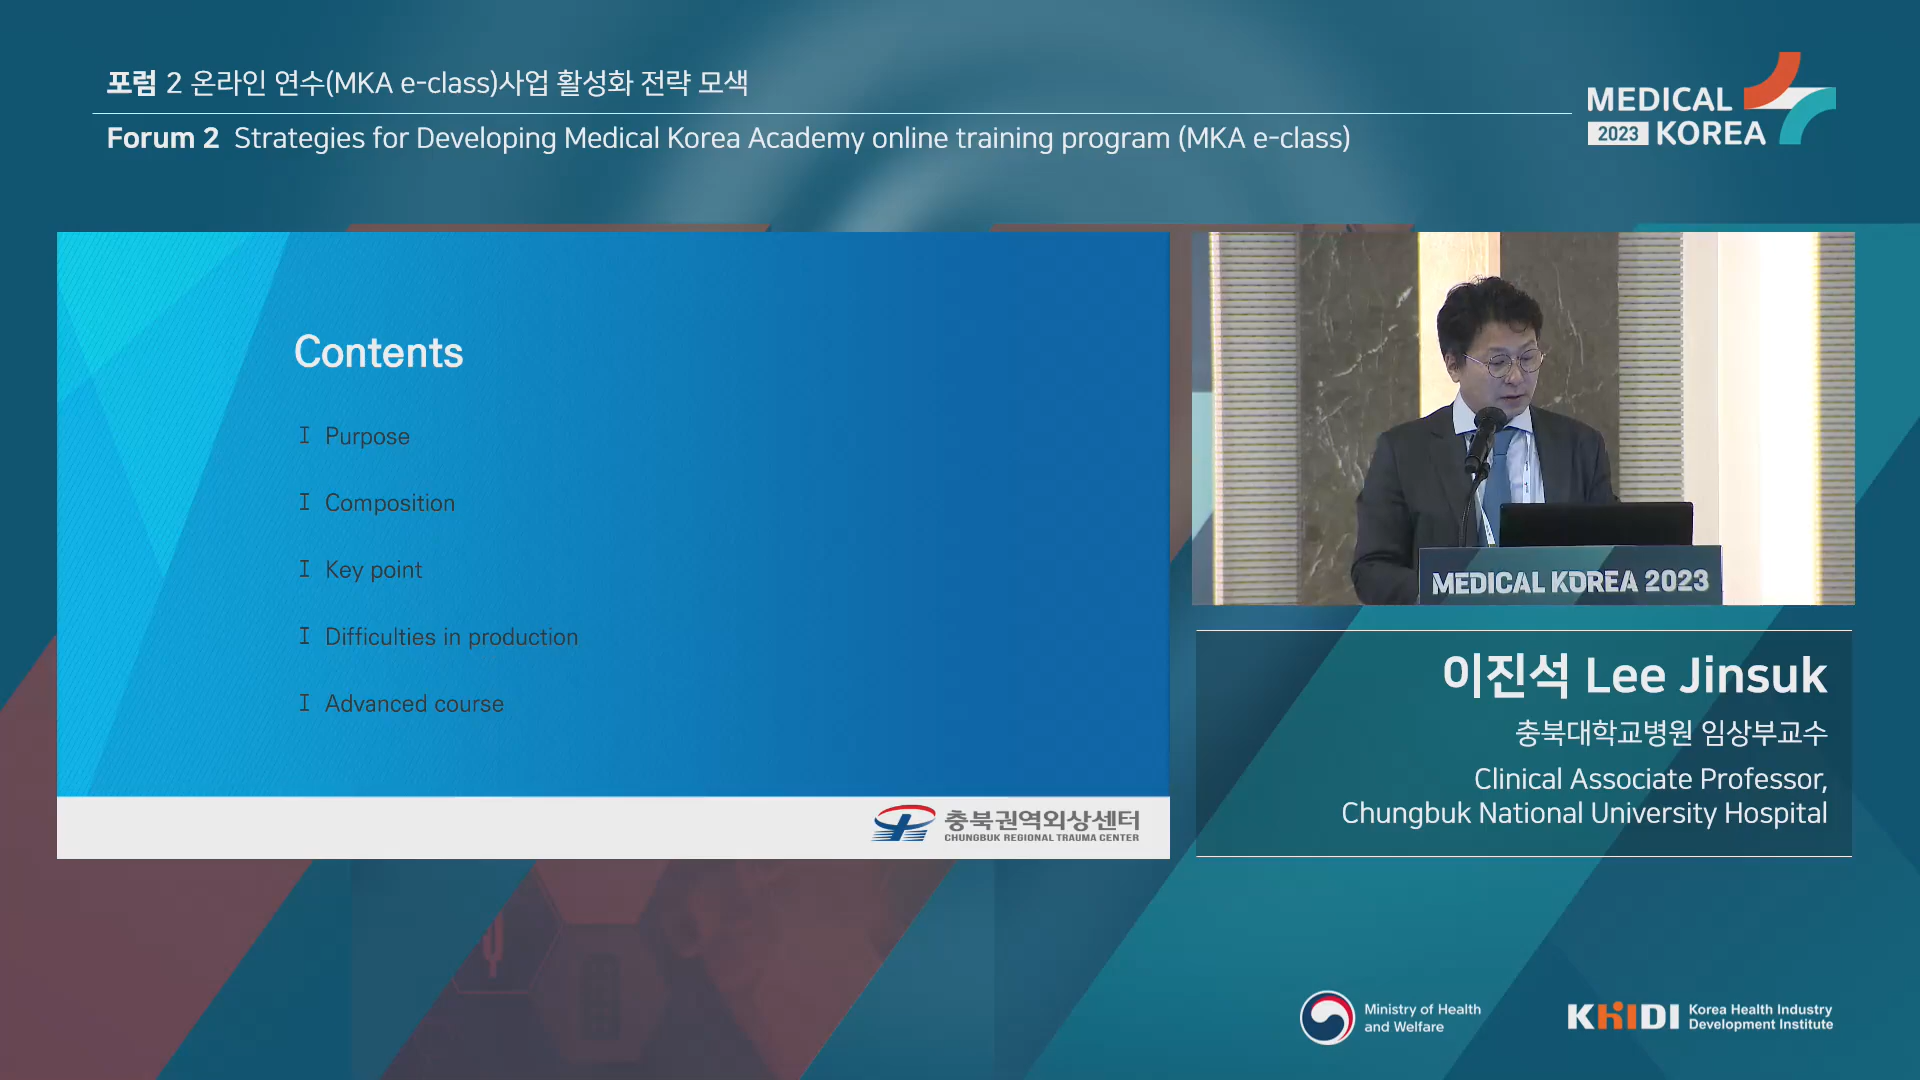 포럼 2 온라인 연수(MKA e-class)사업 활성화 전략 모색
Forum 2 Strategies for Developing Medical Korea Academy online training program (MKA e-class)
MEDICAL
2023 KOREA
Contents
Ⅰ Purpose
Ⅰ Composition
Ⅰ Key point
Ⅰ Difficulties in production
Ⅰ Advanced course
충북권역외상센터
CHUNGBUK REGIONAL TRAUMA CENTER
MEDICAL KOREA 2023
이진석 Lee Jinsuk
충북대학교병원 임상부교수
Clinical Associate Professor,
Chungbuk National University Hospital
Ministry of Health
and Welfare
KHIDI
Korea Health Industry
Development Institute